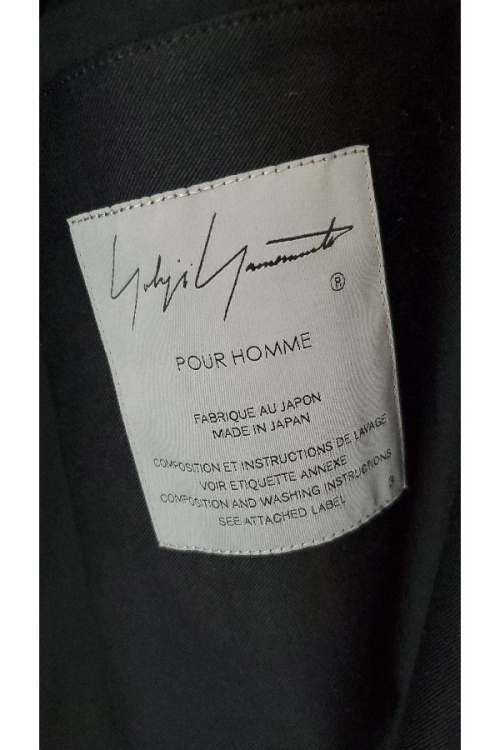 Yohji Yamamoto
®
POUR HOMME
FABRIQUE AU JAPON
MADE IN JAPAN
COMPOSITION ET INSTRUCTIONS DE LAVAGE
VOIR ETIQUETTE ANNEXE
COMPOSITION AND WASHING INSTRUCTIONS
SEE ATTACHED LABEL
3